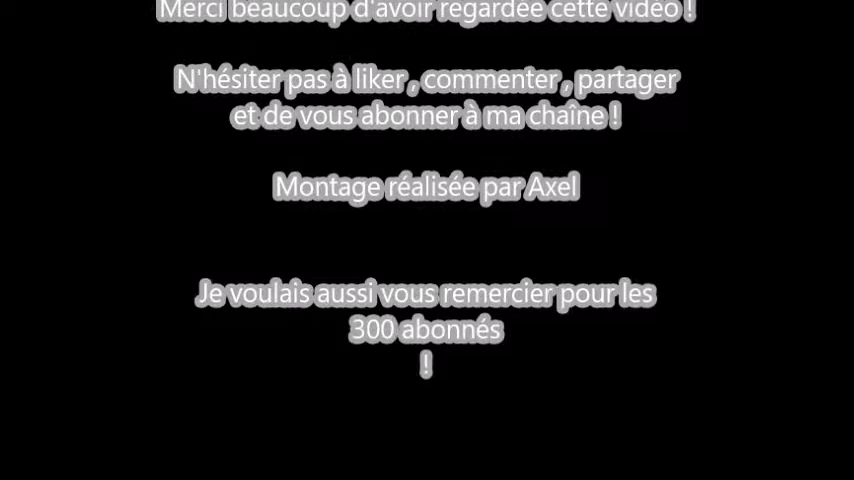 Merci beaucoup d'avoir regardée cette vidéo !
N'hésiter pas à liker , commenter , partager
et de vous abonner à ma chaîne !
Montage réalisée par Axel
Je voulais aussi vous remercier pour les
300 abonnés
!